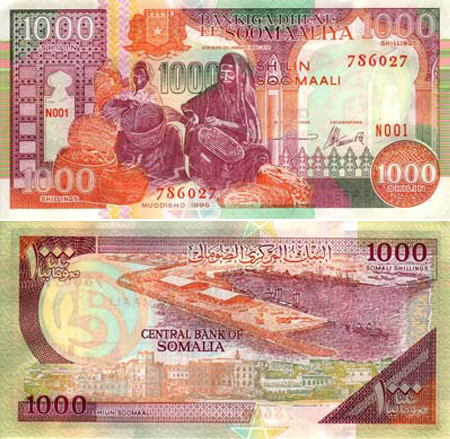 1000
SHILLINGS
BANKIGA DHEXE
EE SOOMAALIYA
1000
SHILLINGS
1000
SHILIN
SOOMAALI
786027
N001
N001
1000
SHILLINGS
786027
MUQDISHO 1996
1000
SHILIN
البنك المركزي الصومالي
1000
SOMALI SHILLINGS
CENTRAL BANK OF
SOMALIA
1000
SHILIN SOOMAALI